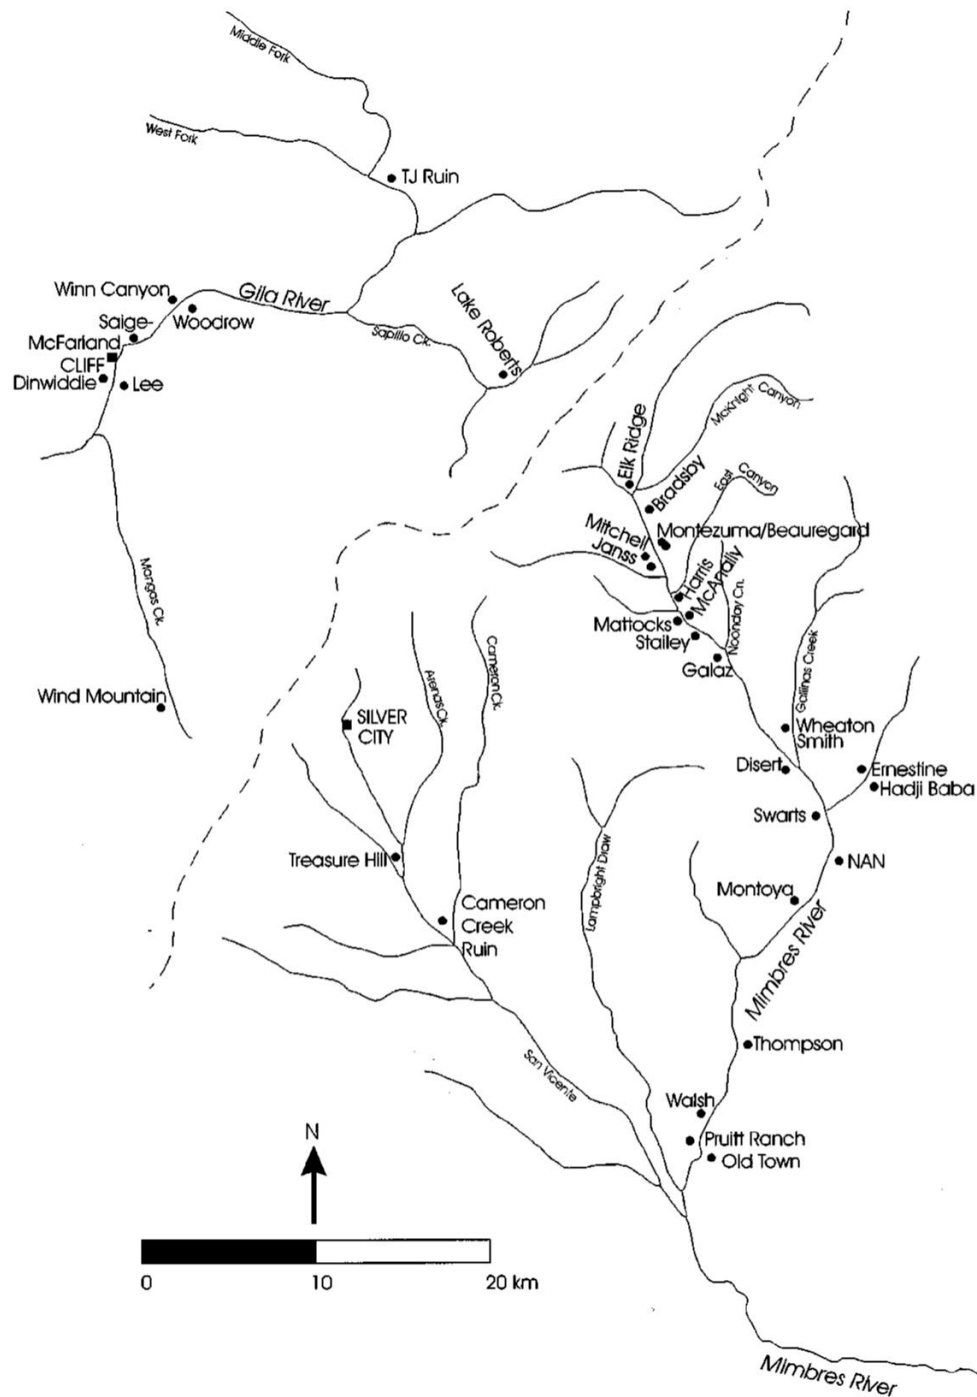 Middle Fork
West Fork
TJ Ruin
Winn Canyon
Gila River
Woodrow
Saige-
McFarland
CLIFF
Dinwiddie
Lee
Sapillo Ck.
Lake Roberts
McKnight Canyon
Elk Ridge
Bradsby
East Canyon
Montezuma/Beauregard
Mitchell
Janss
Harris
McAnally
Mattocks
Stailey
Noonday Cn.
Galaz
Mangas Ck.
Cameron Ck.
Arenas Ck.
Gallinas Creek
Wind Mountain
SILVER
CITY
Wheaton
Smith
Disert
Ernestine
Hadji Baba
Swarts
Treasure Hill
NAN
Lampbright Draw
Montoya
Cameron
Creek
Ruin
Mimbres River
Thompson
San Vicente
Walsh
Pruitt Ranch
Old Town
N
0 10 20 km
Mimbres River